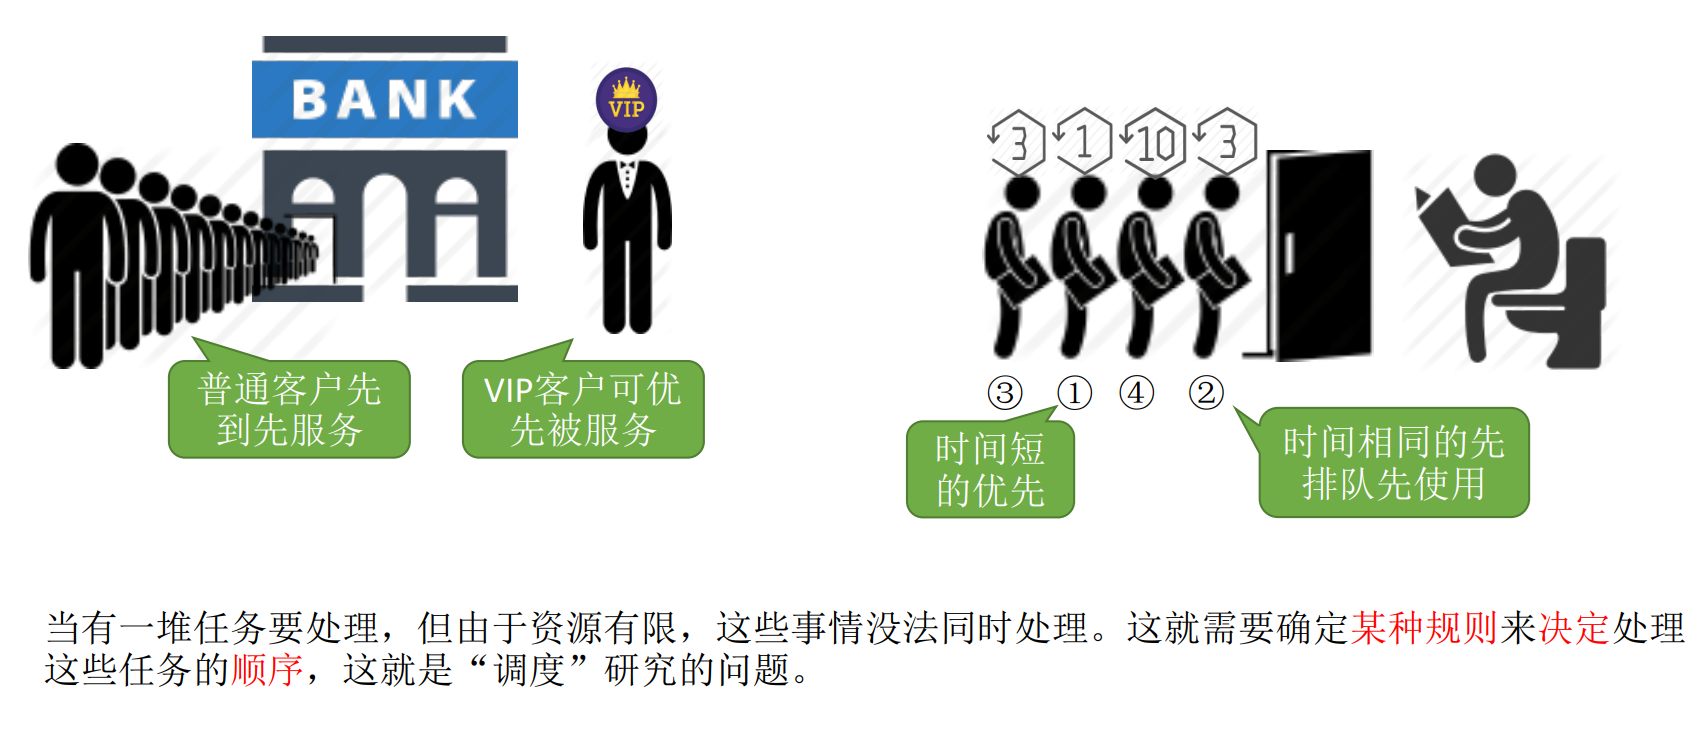 BANK
VIP
3 1 10 3
普通客户先
到先服务
VIP客户可优
先被服务
③ ① ④ ②
时间短
的优先
时间相同的先
排队先使用
当有一堆任务要处理，但由于资源有限，这些事情没法同时处理。这就需要确定某种规则来决定处理
这些任务的顺序，这就是“调度”研究的问题。